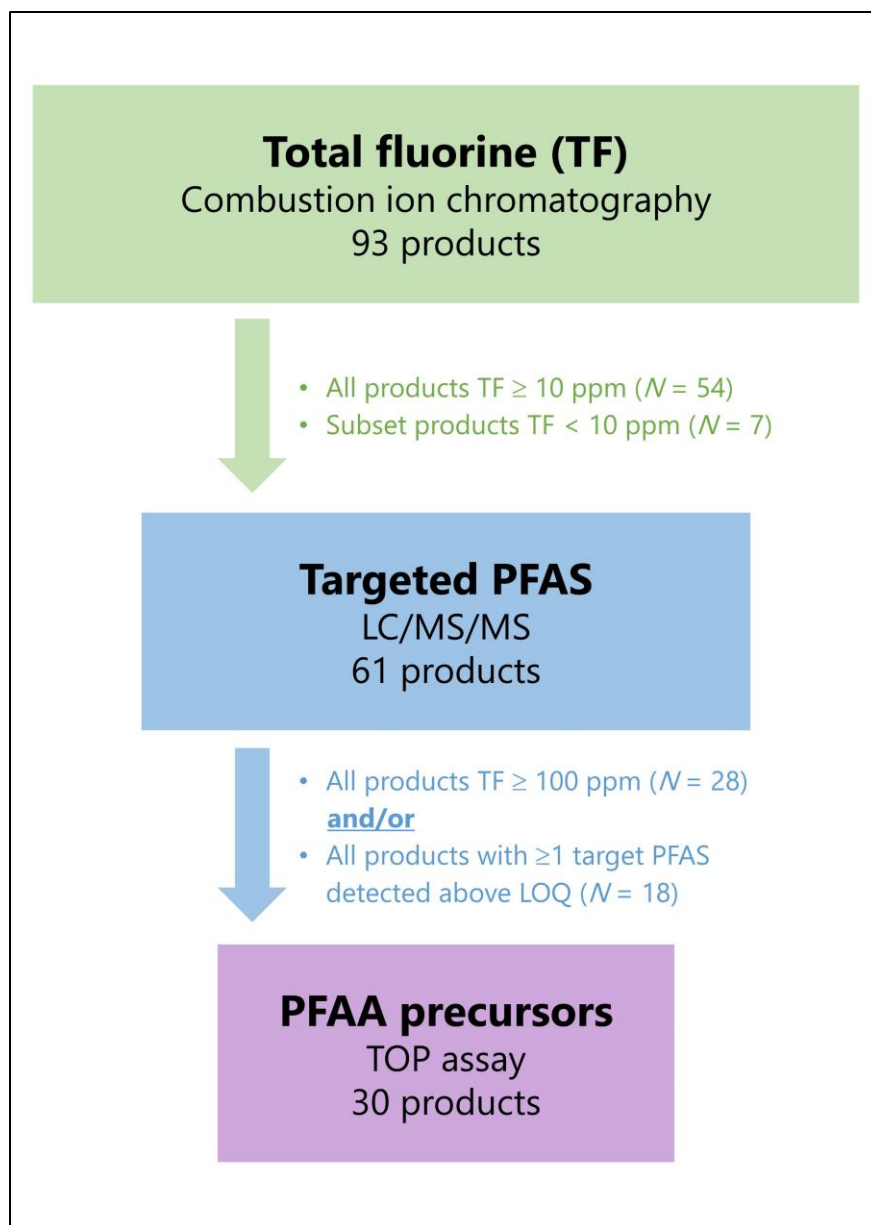 Total fluorine (TF)
Combustion ion chromatography
93 products
• All products TF ≥ 10 ppm (N = 54)
• Subset products TF < 10 ppm (N = 7)
Targeted PFAS
LC/MS/MS
61 products
• All products TF ≥ 100 ppm (N = 28)
and/or
• All products with ≥1 target PFAS
detected above LOQ (N = 18)
PFAA precursors
TOP assay
30 products